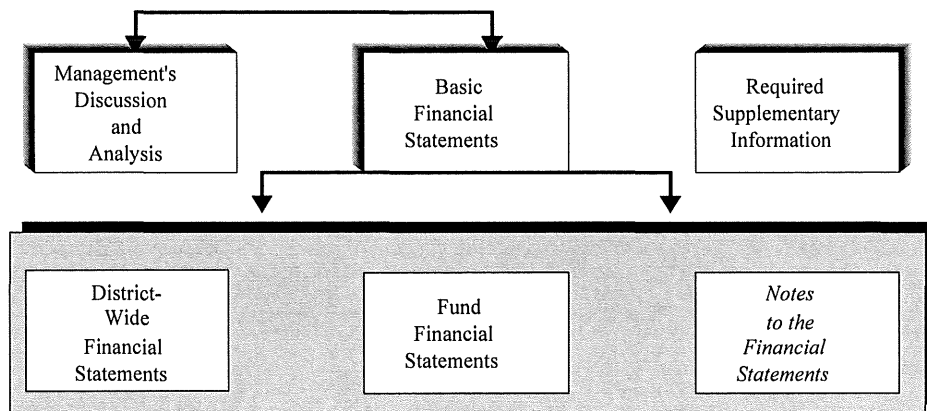 Management's
Discussion
and
Analysis
Basic
Financial
Statements
Required
Supplementary
Information
District-
Wide
Financial
Statements
Fund
Financial
Statements
Notes
to the
Financial
Statements